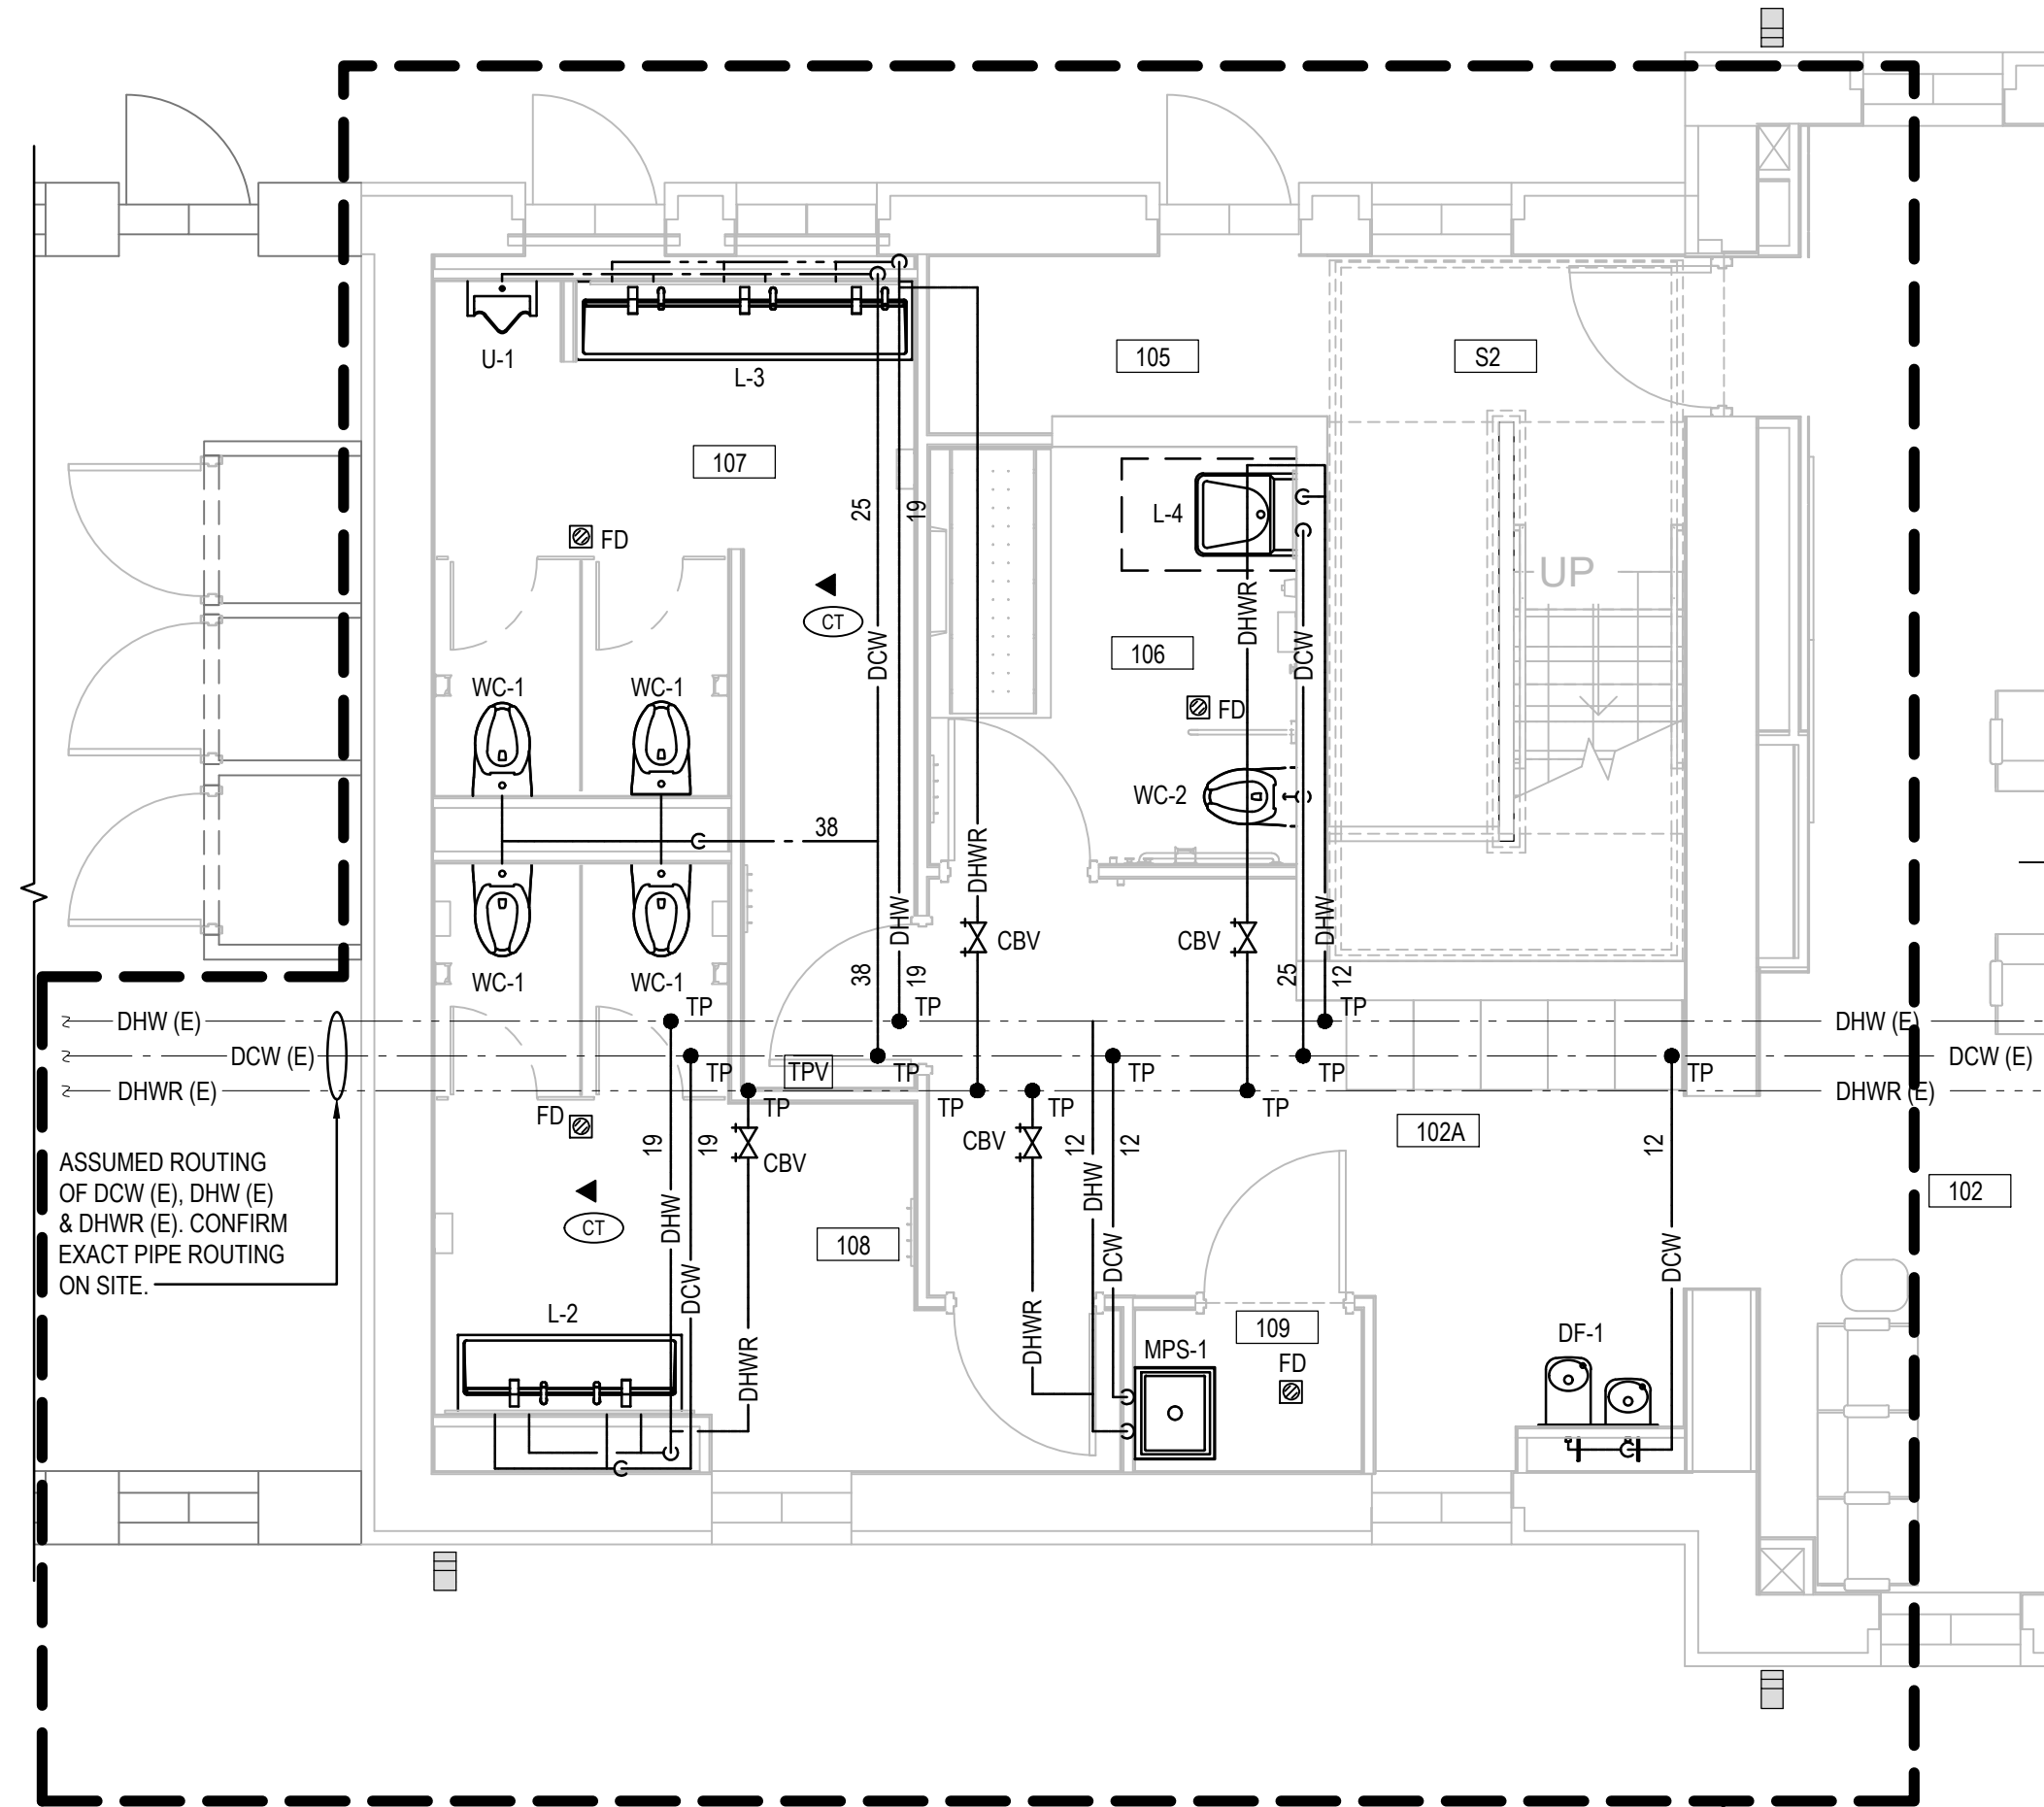 U-1
L-3
105
S2
107
25
19
L-4
FD
UP
CT
DHWR
DCW
106
WC-1
WC-1
FD
WC-2
38
DCW
DHWR
DHW
DHW
CBV
CBV
WC-1
WC-1
38
19
25
12
TP
TP
TP
DHW (E)
DHW (E)
DCW (E)
DCW (E)
TP
TPV
TP
TP
TP
TP
DHWR (E)
DHWR (E)
TP
TP
TP
TP
FD
19
19
CBV
CBV
12
12
102A
12
ASSUMED ROUTING
OF DCW (E), DHW (E)
& DHWR (E). CONFIRM
EXACT PIPE ROUTING
ON SITE.
102
DHW
DHW
CT
108
DCW
DCW
DCW
L-2
DHWR
DHWR
109
MPS-1
FD
DF-1